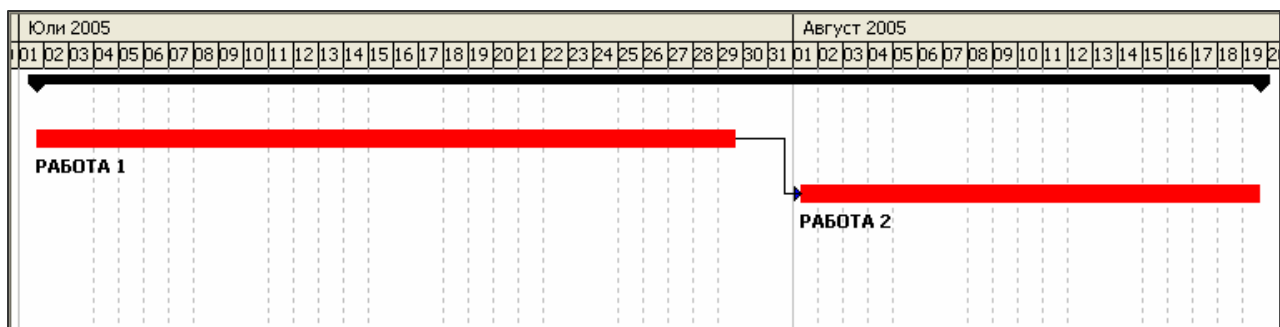 Юли 2005 Август 2005
01 02 03 04 05 06 07 08 09 10 11 12 13 14 15 16 17 18 19 20 21 22 23 24 25 26 27 28 29 30 31 01 02 03 04 05 06 07 08 09 10 11 12 13 14 15 16 17 18 19
РАБОТА 1
РАБОТА 2